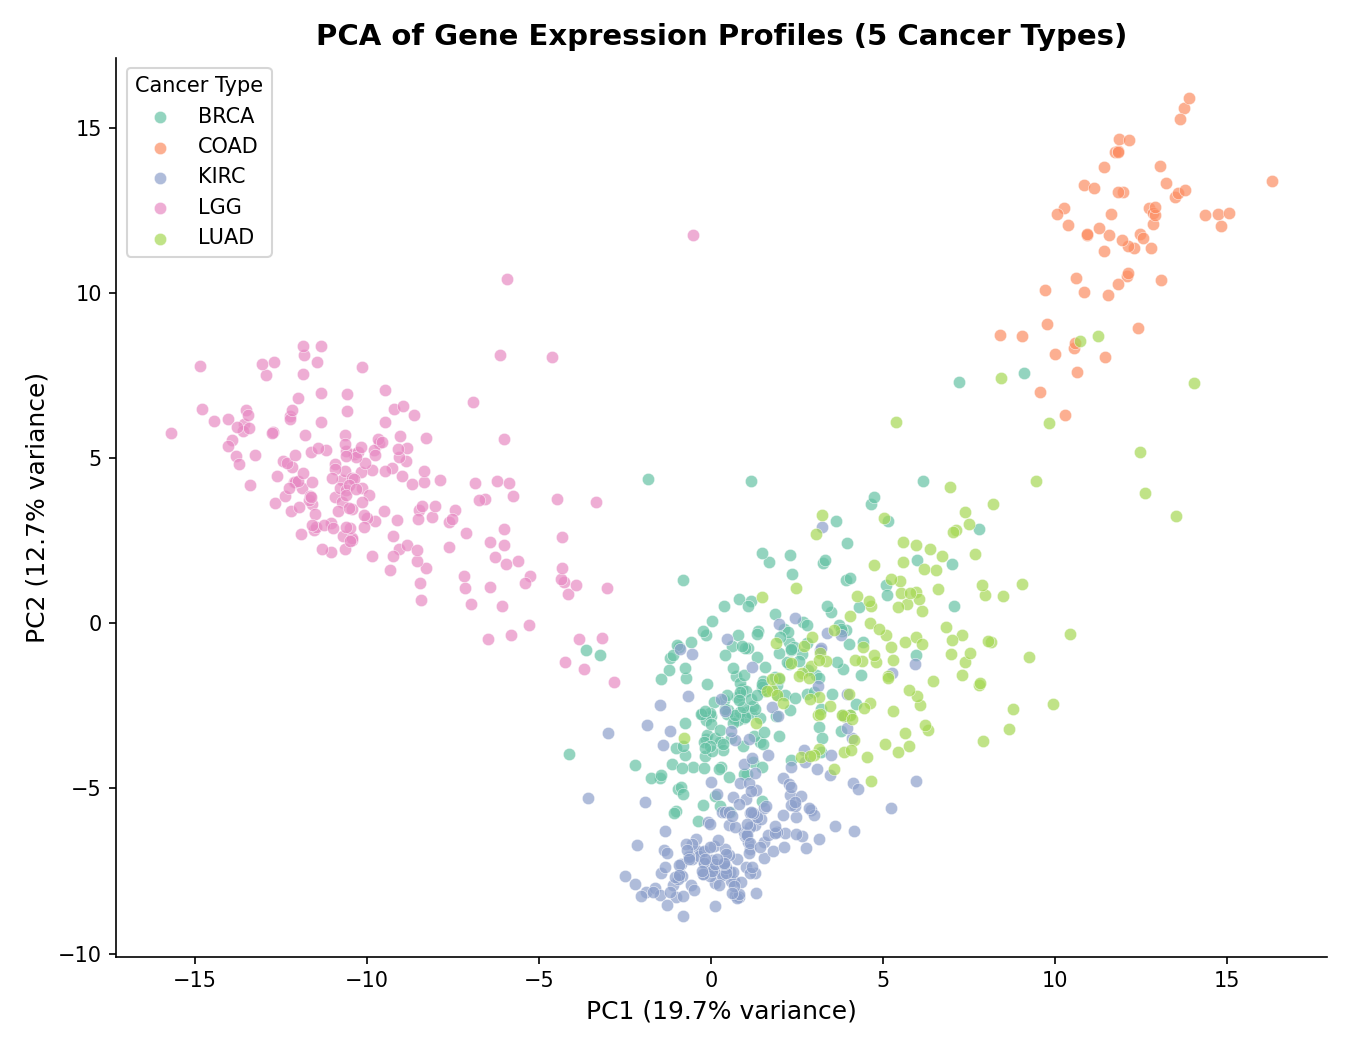 PCA of Gene Expression Profiles (5 Cancer Types)
Cancer Type
BRCA
COAD
KIRC
LGG
LUAD
PC2 (12.7% variance)
15
10
5
0
−5
−10
−15
−10
−5
0
5
10
15
PC1 (19.7% variance)